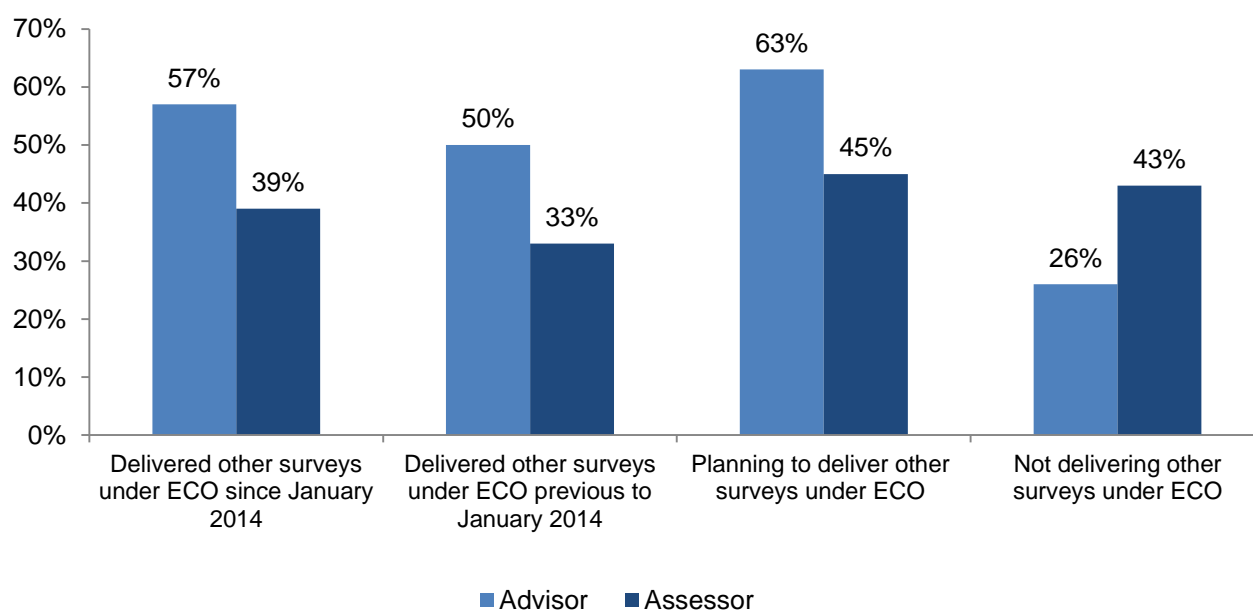 70%
60%
50%
40%
30%
20%
10%
0%
57%
39%
50%
33%
63%
45%
26%
43%
Delivered other surveys
under ECO since January
2014
Delivered other surveys
under ECO previous to
January 2014
Planning to deliver other
surveys under ECO
Not delivering other
surveys under ECO
Advisor
Assessor